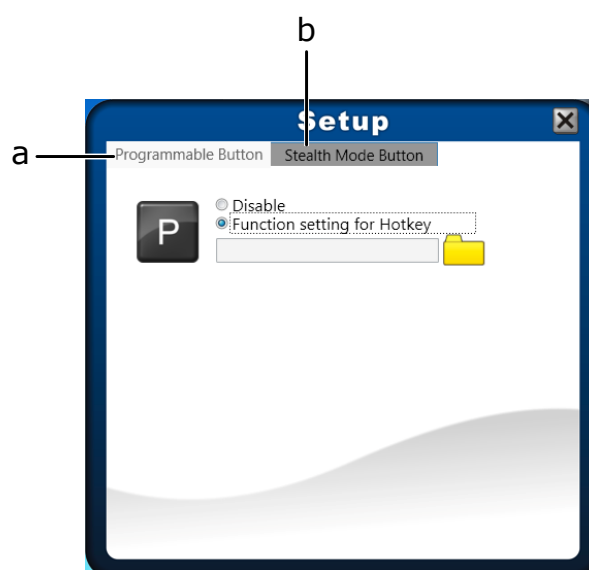 b
Setup
a
Programmable Button Stealth Mode Button
Disable
P
Function setting for Hotkey